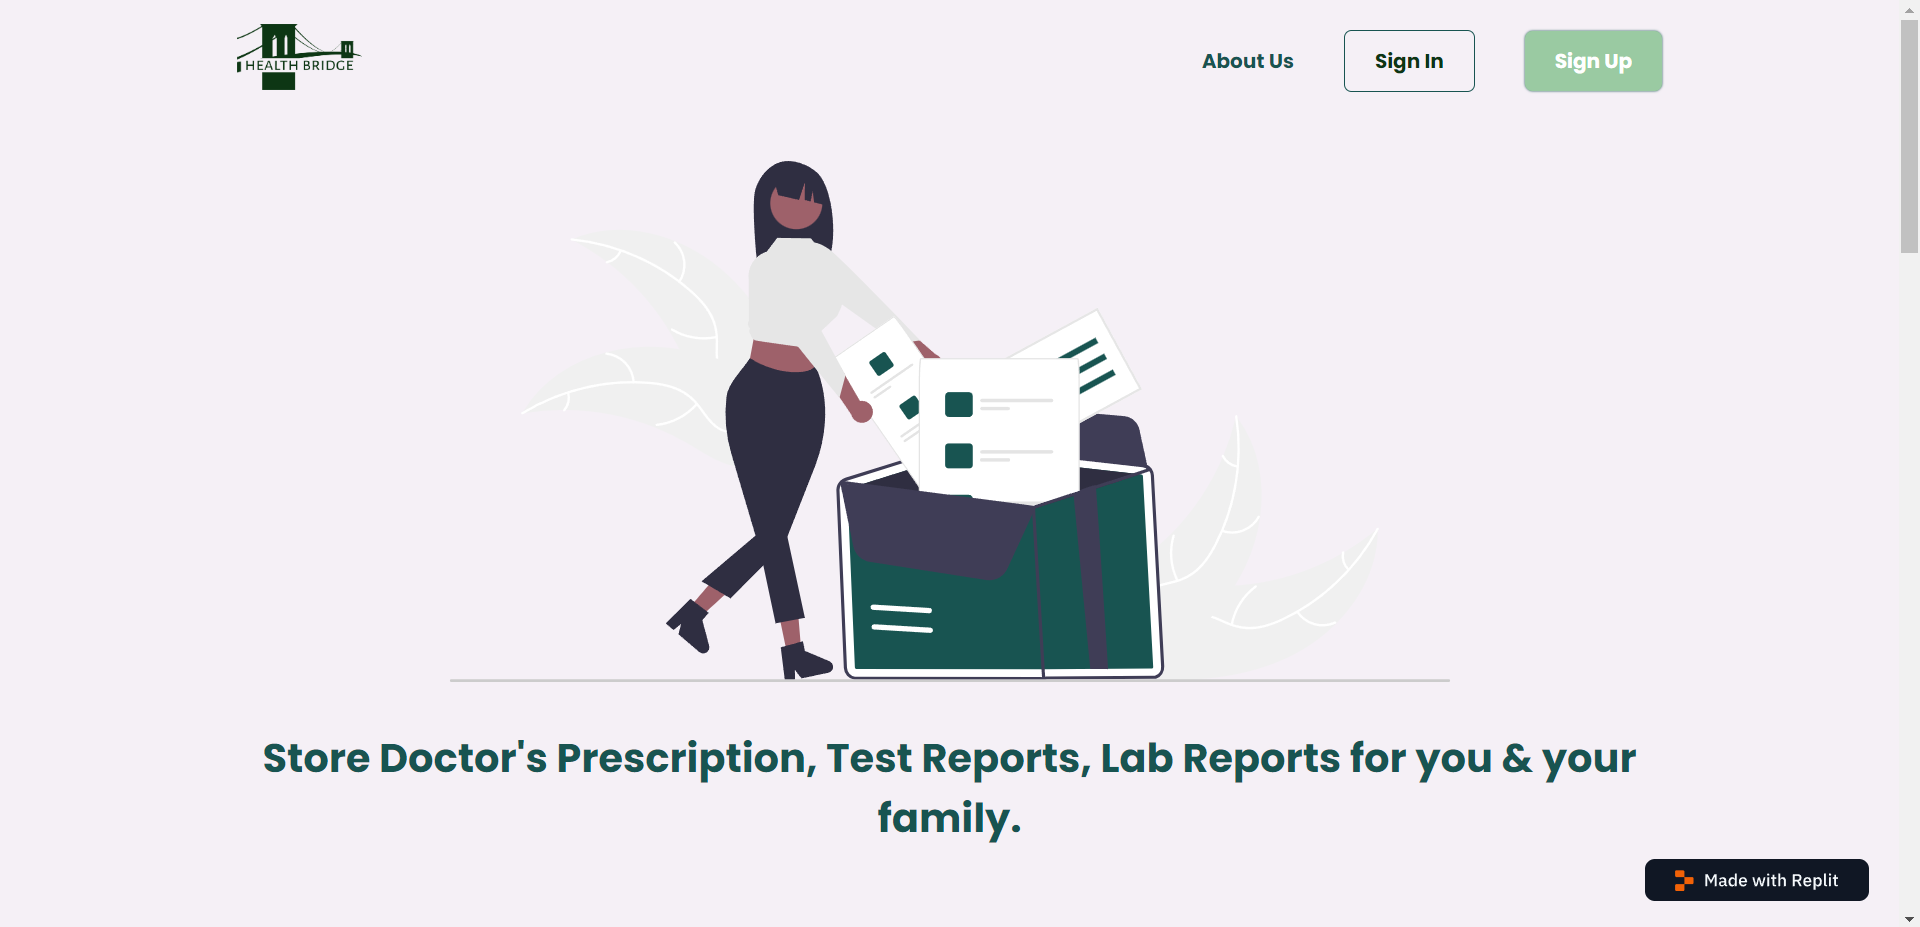 HEALTH BRIDGE
About Us
Sign In
Sign Up
Store Doctor's Prescription, Test Reports, Lab Reports for you & your
family.
Made with Replit